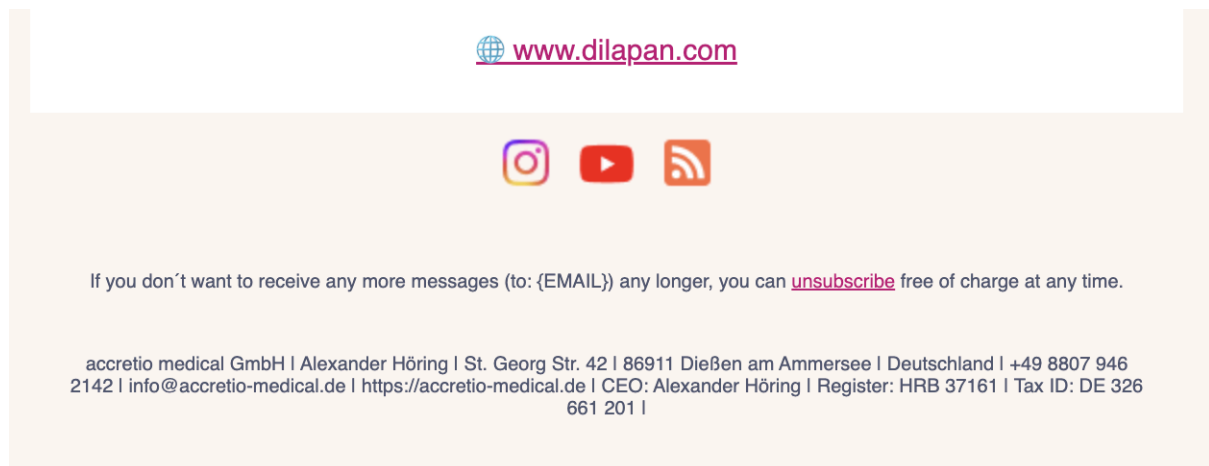 www.dilapan.com
If you don´t want to receive any more messages (to: {EMAIL}) any longer, you can unsubscribe free of charge at any time.
accretio medical GmbH | Alexander Höring | St. Georg Str. 42 | 86911 Dießen am Ammersee | Deutschland | +49 8807 946
2142 | info@accretio-medical.de | https://accretio-medical.de | CEO: Alexander Höring | Register: HRB 37161 | Tax ID: DE 326
661 201 |